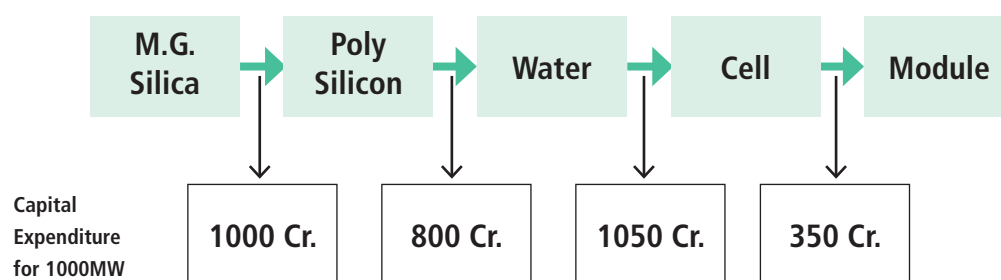 M.G.
Silica
Poly
Silicon
Water
Cell
Module
Capital
Expenditure
for 1000MW
1000 Cr.
800 Cr.
1050 Cr.
350 Cr.